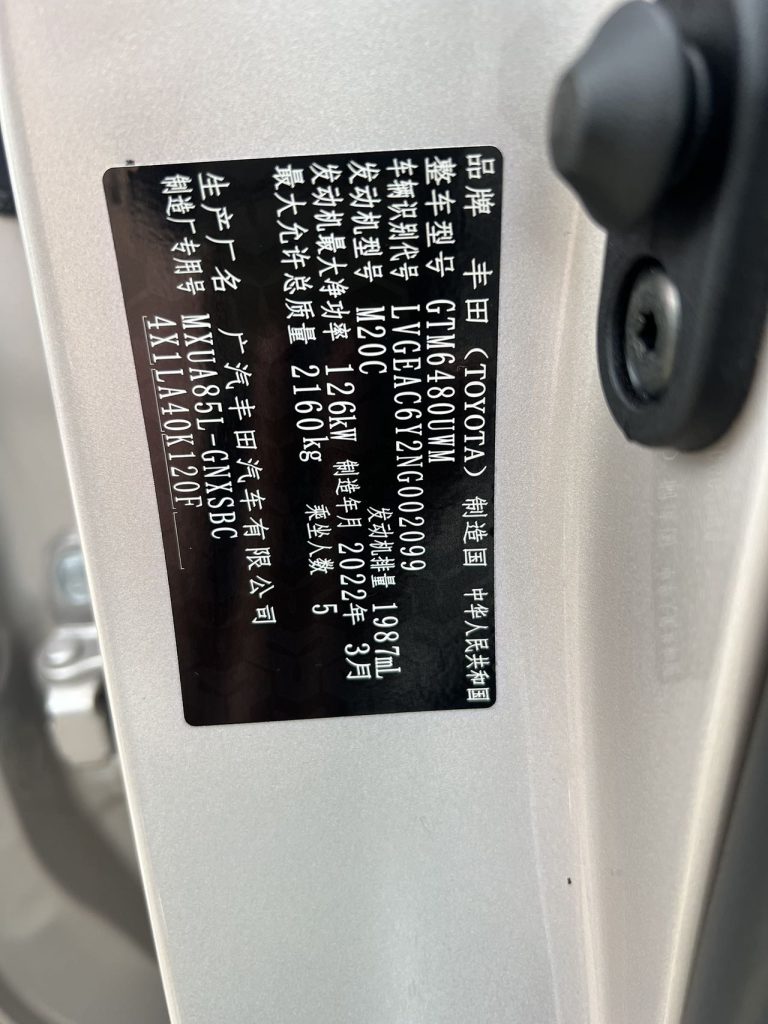 品牌 丰田（TOYOTA） 制造国 中华人民共和国
整车型号 GTM6480UWM
车辆识别代号 LVGEAC6Y2NG002099
发动机型号 M20C 发动机排量 1987mL
发动机最大净功率 126kW 制造年月 2022年 3月
最大允许总质量 2160kg 乘坐人数 5
生产厂名 广汽丰田汽车有限公司
制造厂专用号 MXUA85L-GNXSBC
4X1LA40K120F